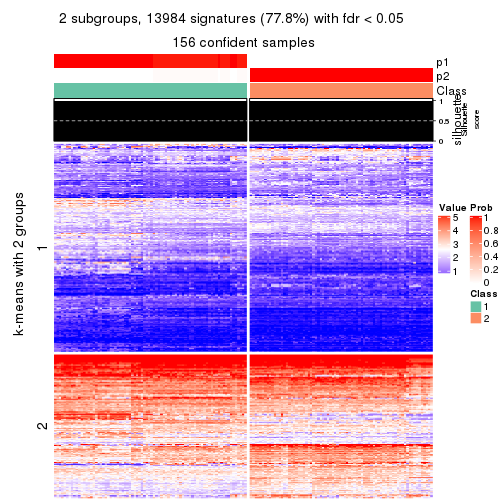 2 subgroups, 13984 signatures (77.8%) with fdr < 0.05
156 confident samples
p1
p2
Class
1
0.5
0
silhouette
Silhouette
score
k-means with 2 groups
1
2
Value
5
4
3
2
1
Prob
1
0.8
0.6
0.4
0.2
0
Class
1
2